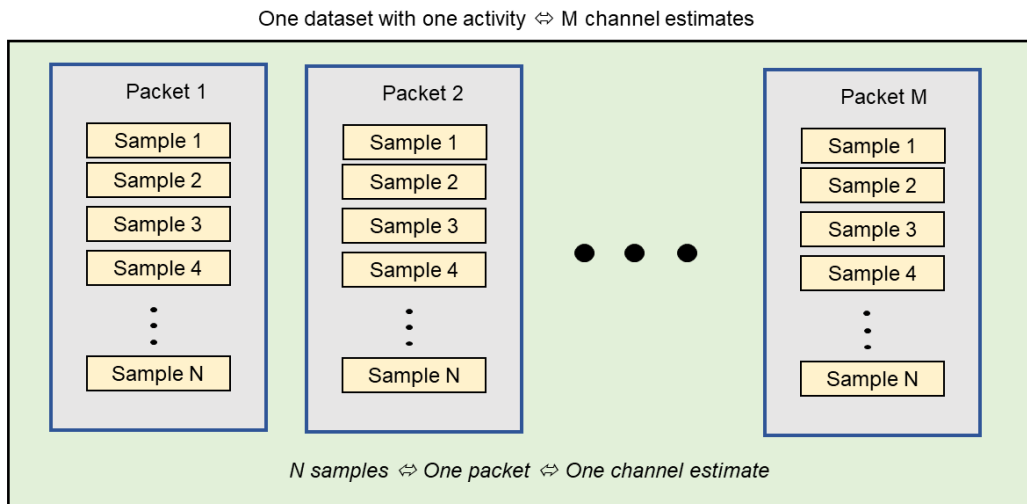 One dataset with one activity ⇔ M channel estimates
Packet 1
Sample 1
Sample 2
Sample 3
Sample 4
Sample N
Packet 2
Sample 1
Sample 2
Sample 3
Sample 4
Sample N
Packet M
Sample 1
Sample 2
Sample 3
Sample 4
Sample N
N samples ⇔ One packet ⇔ One channel estimate